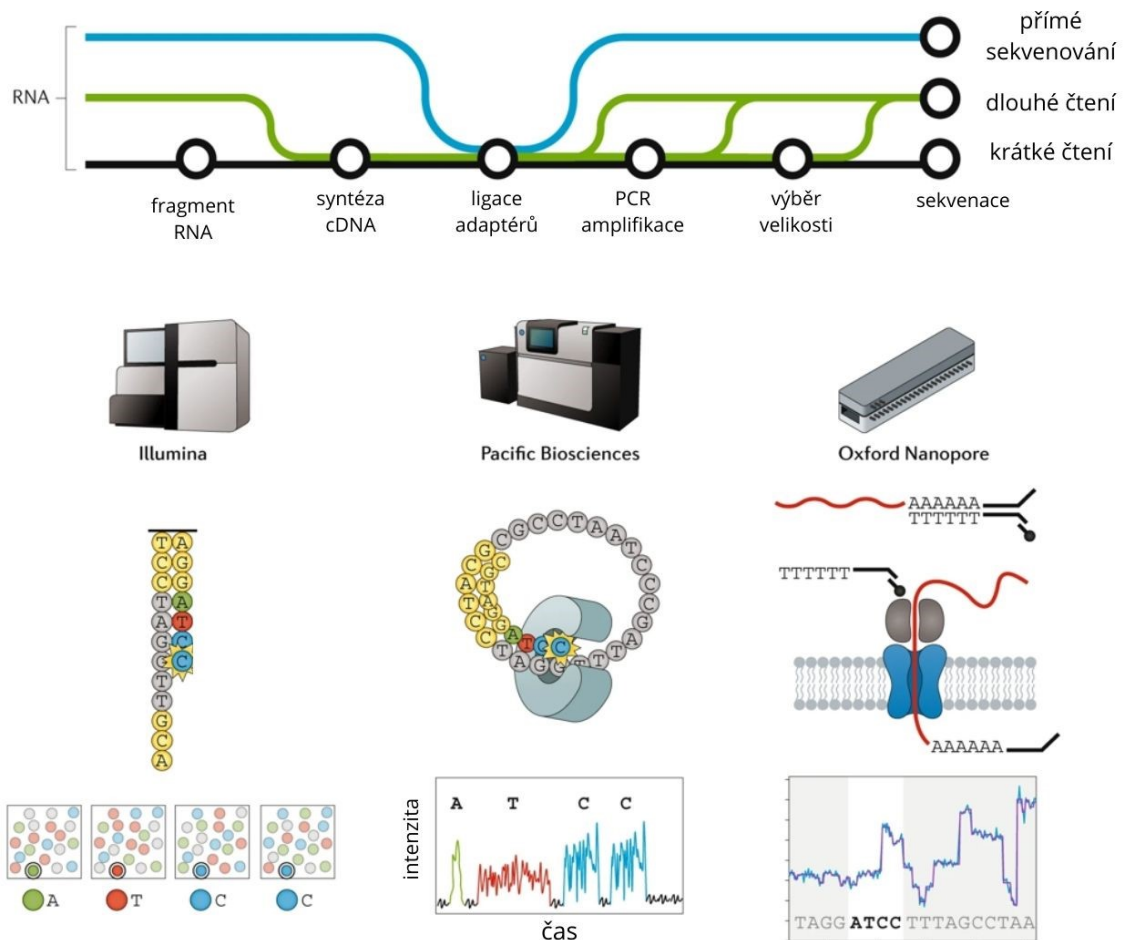 přímé
sekvenování
RNA
dlouhé čtení
krátké čtení
fragment
RNA
syntéza
cDNA
ligace
adaptérů
PCR
amplifikace
výběr
velikosti
sekvenace
Illumina
Pacific Biosciences
Oxford Nanopore
AAAAAA
TTTTTT
TTTTTT
AAAAAA
T A
C G
C G
T A
A T
G C
G C
T
T
G
C
A
A T C C
intenzita
čas
A
T
C
C
TAGG ATCC TTTAGCCTAA